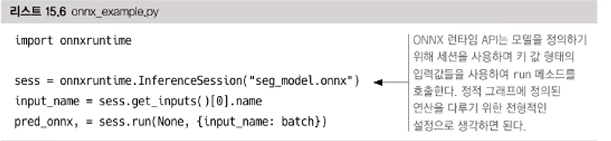 리스트 15.6 onnx_example.py
import onnxruntime
sess = onnxruntime.InferenceSession("seg_model.onnx")
input_name = sess.get_inputs()[0].name
pred_onnx, = sess.run(None, {input_name: batch})
ONNX 런타임 API는 모델을 정의하기
위해 세션을 사용하며 키 값 형태의
입력값들을 사용하여 run 메소드를
호출한다. 정적 그래프에 정의된
연산을 다루기 위한 전형적인
설정으로 생각하면 된다.